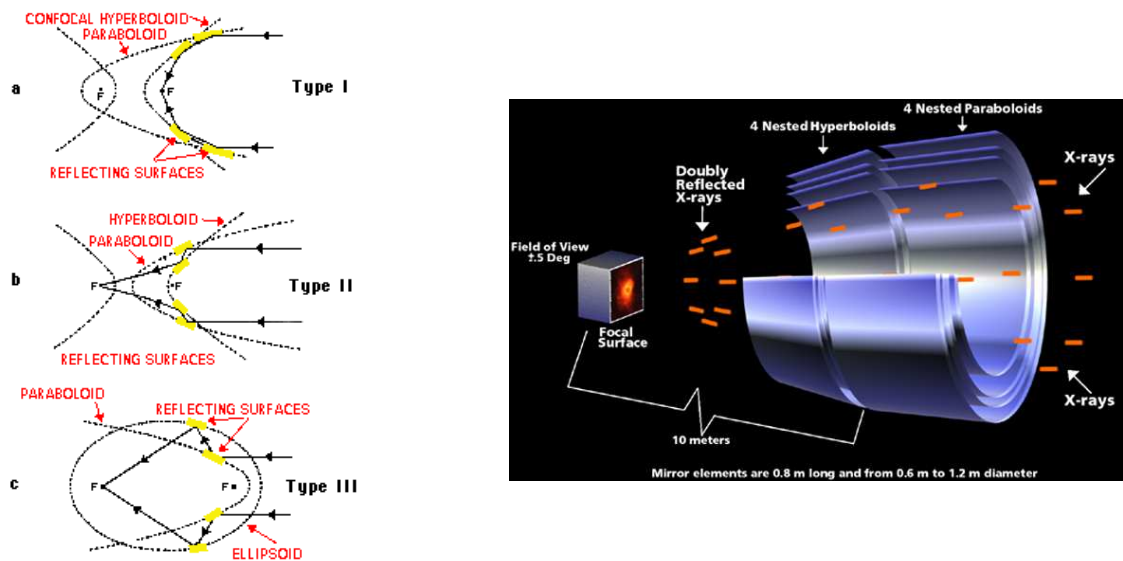 CONFOCAL HYPERBOLOID
PARABOLOID
a
F
F
Type I
REFLECTING SURFACES
HYPERBOLOID
PARABOLOID
b
F
F
Type II
REFLECTING SURFACES
PARABOLOID
REFLECTING SURFACES
c
F
F
Type III
ELLIPSOID
4 Nested Paraboloids
4 Nested Hyperboloids
X-rays
Doubly
Reflected
X-rays
Field of View
±.5 Deg
Focal
Surface
X-rays
10 meters
Mirror elements are 0.8 m long and from 0.6 m to 1.2 m diameter